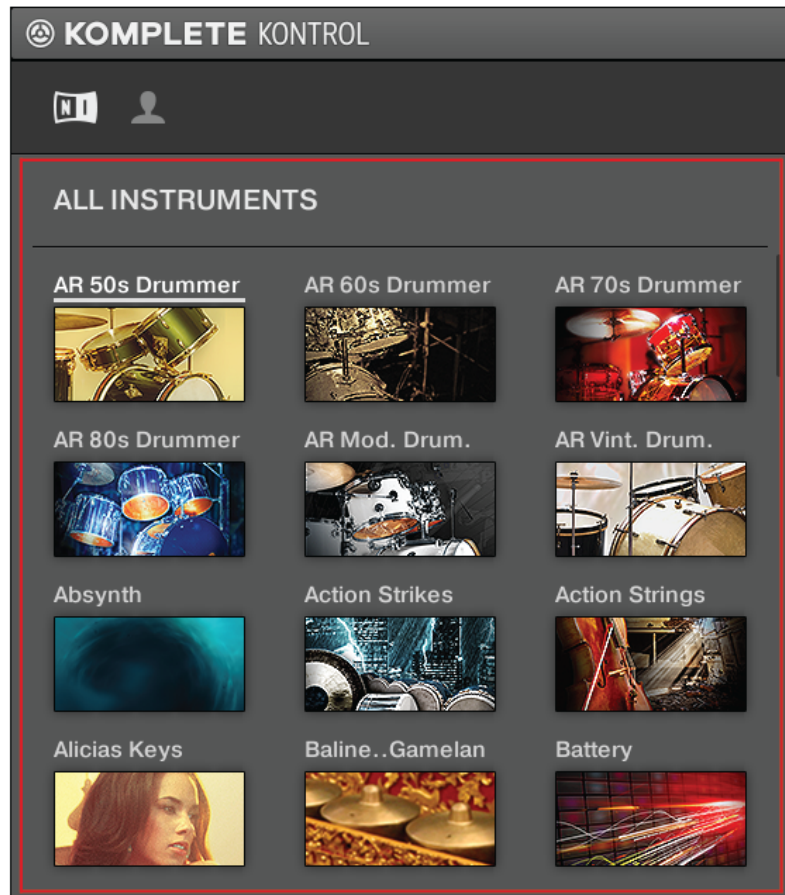 KOMPLETE KONTROL
NI
ALL INSTRUMENTS
AR 50s Drummer
AR 60s Drummer
AR 70s Drummer
AR 80s Drummer
AR Mod. Drum.
AR Vint. Drum.
Absynth
Action Strikes
Action Strings
Alicias Keys
Baline..Gamelan
Battery